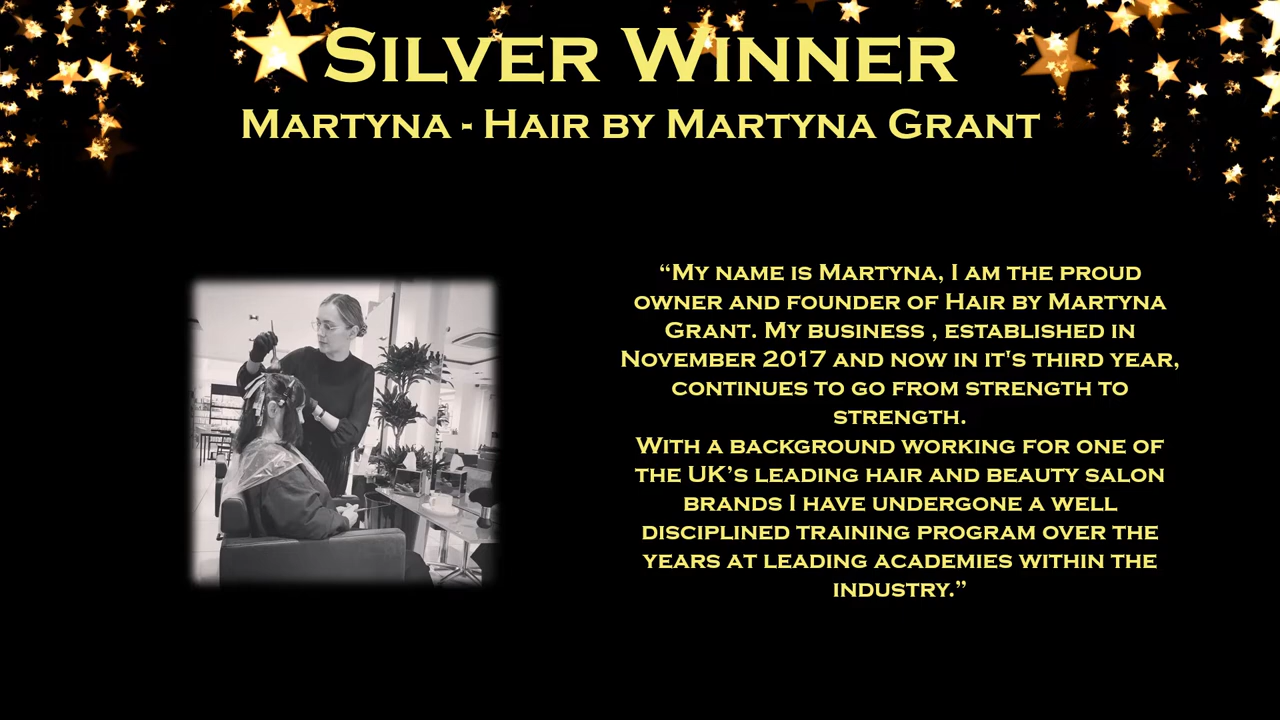 Silver Winner
Martyna - Hair by Martyna Grant
“My name is Martyna, I am the proud
owner and founder of Hair by Martyna
Grant. My business , established in
November 2017 and now in it's third year,
continues to go from strength to
strength.
With a background working for one of
the UK’s leading hair and beauty salon
brands I have undergone a well
disciplined training program over the
years at leading academies within the
industry.”